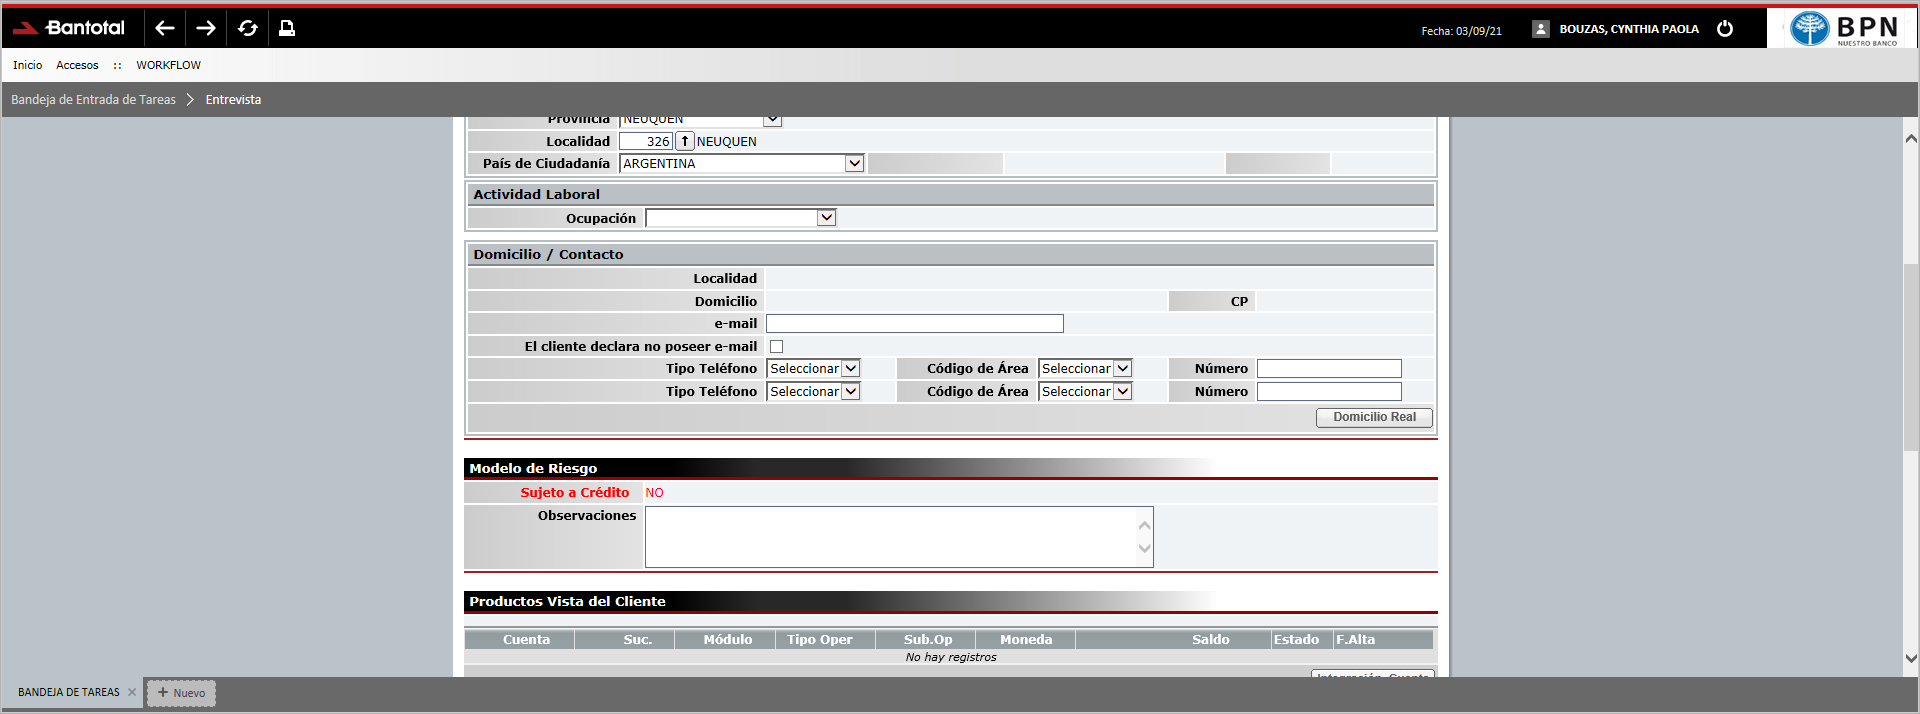 Bantotal
Fecha: 03/09/21
BOUZAS, CYNTHIA PAOLA
BPN
NUESTRO BANCO
Inicio Accesos :: WORKFLOW
Bandeja de Entrada de Tareas Entrevista
Provincia NEUQUEN
Localidad 326 NEUQUEN
País de Ciudadanía ARGENTINA
Actividad Laboral
Ocupación
Domicilio / Contacto
Localidad
Domicilio CP
e-mail
El cliente declara no poseer e-mail
Tipo Teléfono Seleccionar Código de Área Seleccionar Número
Tipo Teléfono Seleccionar Código de Área Seleccionar Número
Domicilio Real
Modelo de Riesgo
Sujeto a Crédito NO
Observaciones
Productos Vista del Cliente
Cuenta Suc. Módulo Tipo Oper Sub.Op Moneda Saldo Estado F.Alta
No hay registros
Integración Cuenta
BANDEJA DE TAREAS × + Nuevo